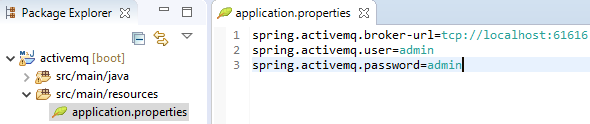 Package Explorer
activemq [boot]
src/main/java
src/main/resources
application.properties
application.properties
1 spring.activemq.broker-url=tcp://localhost:61616
2 spring.activemq.user=admin
3 spring.activemq.password=admin